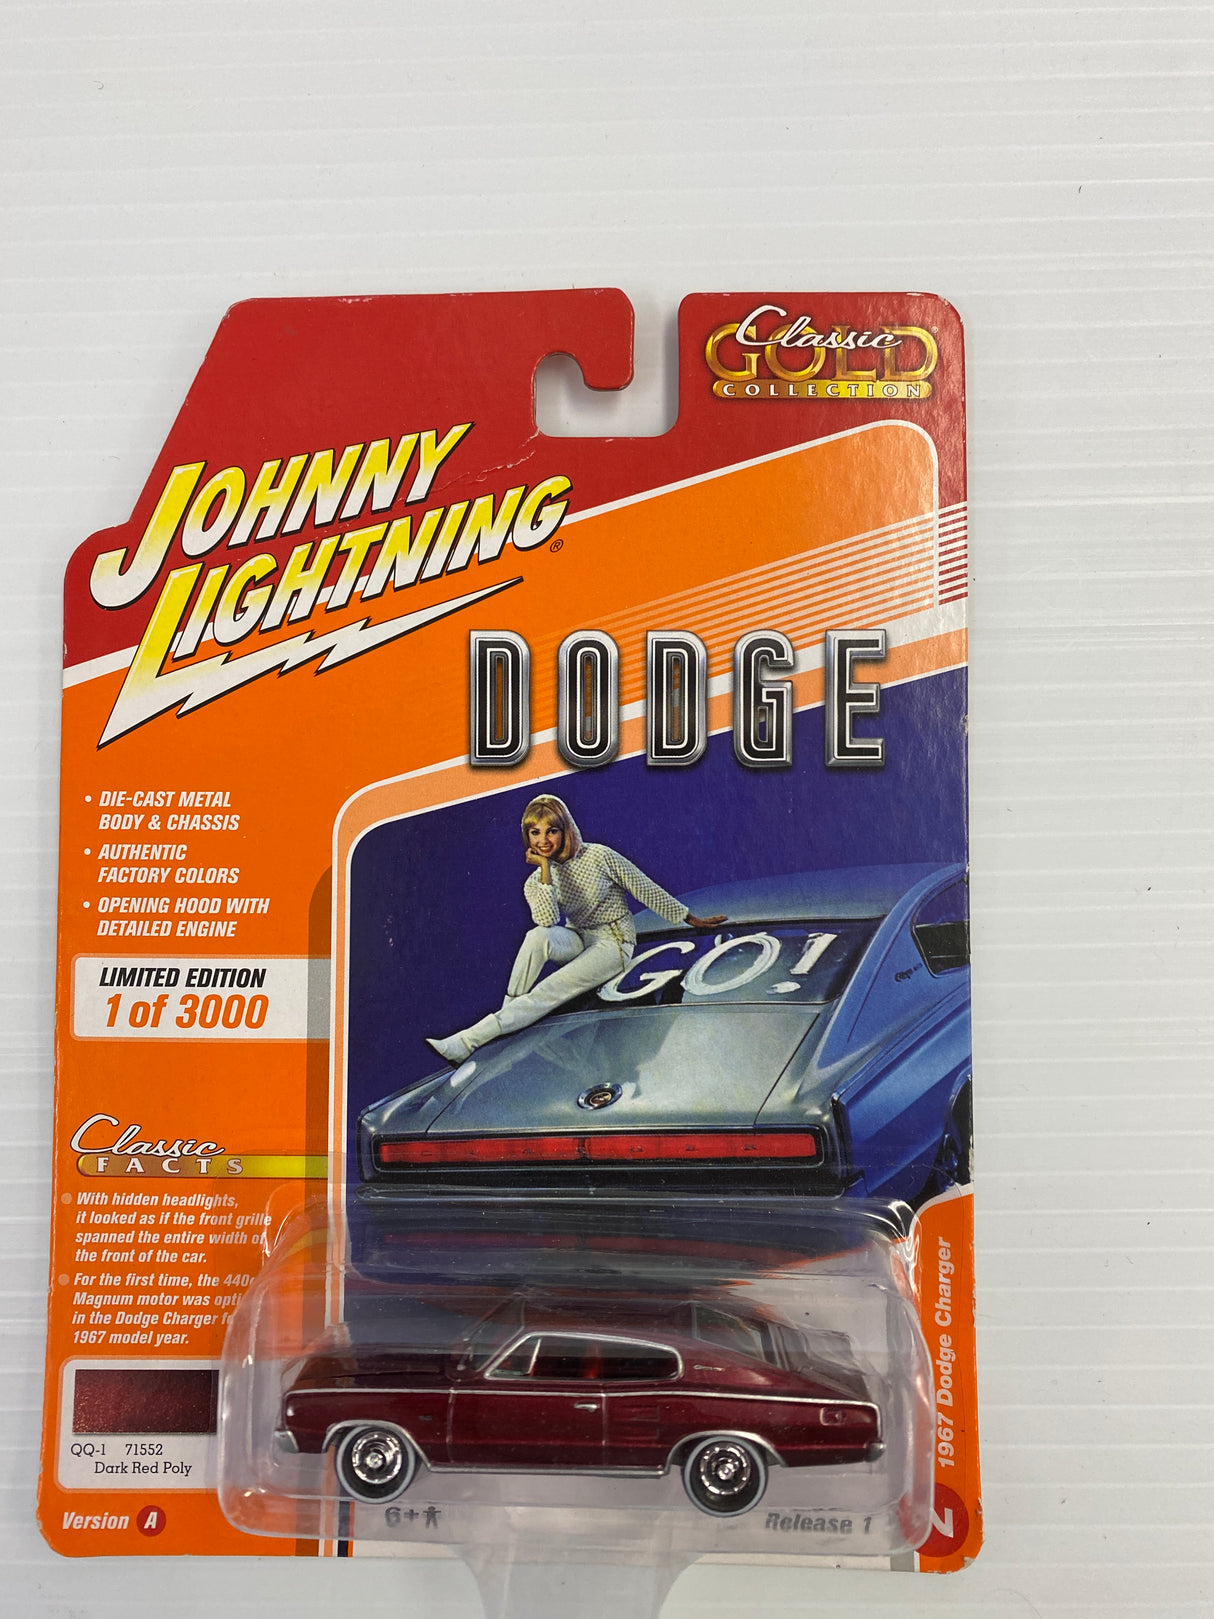 Classic
GOLD
COLLECTION
JOHNNY
LIGHTNING®
DODGE
• DIE-CAST METAL
BODY & CHASSIS
• AUTHENTIC
FACTORY COLORS
• OPENING HOOD WITH
DETAILED ENGINE
LIMITED EDITION
1 of 3000
GO!
CHARGER
Classic
FACTS
With hidden headlights,
it looked as if the front grille
spanned the entire width of
the front of the car.
For the first time, the
Magnum motor was
in the Dodge Charger
1967 model year.
QQ-1 71552
Dark Red Poly
Version A
6+
Release 1
1967 Dodge Charger
2